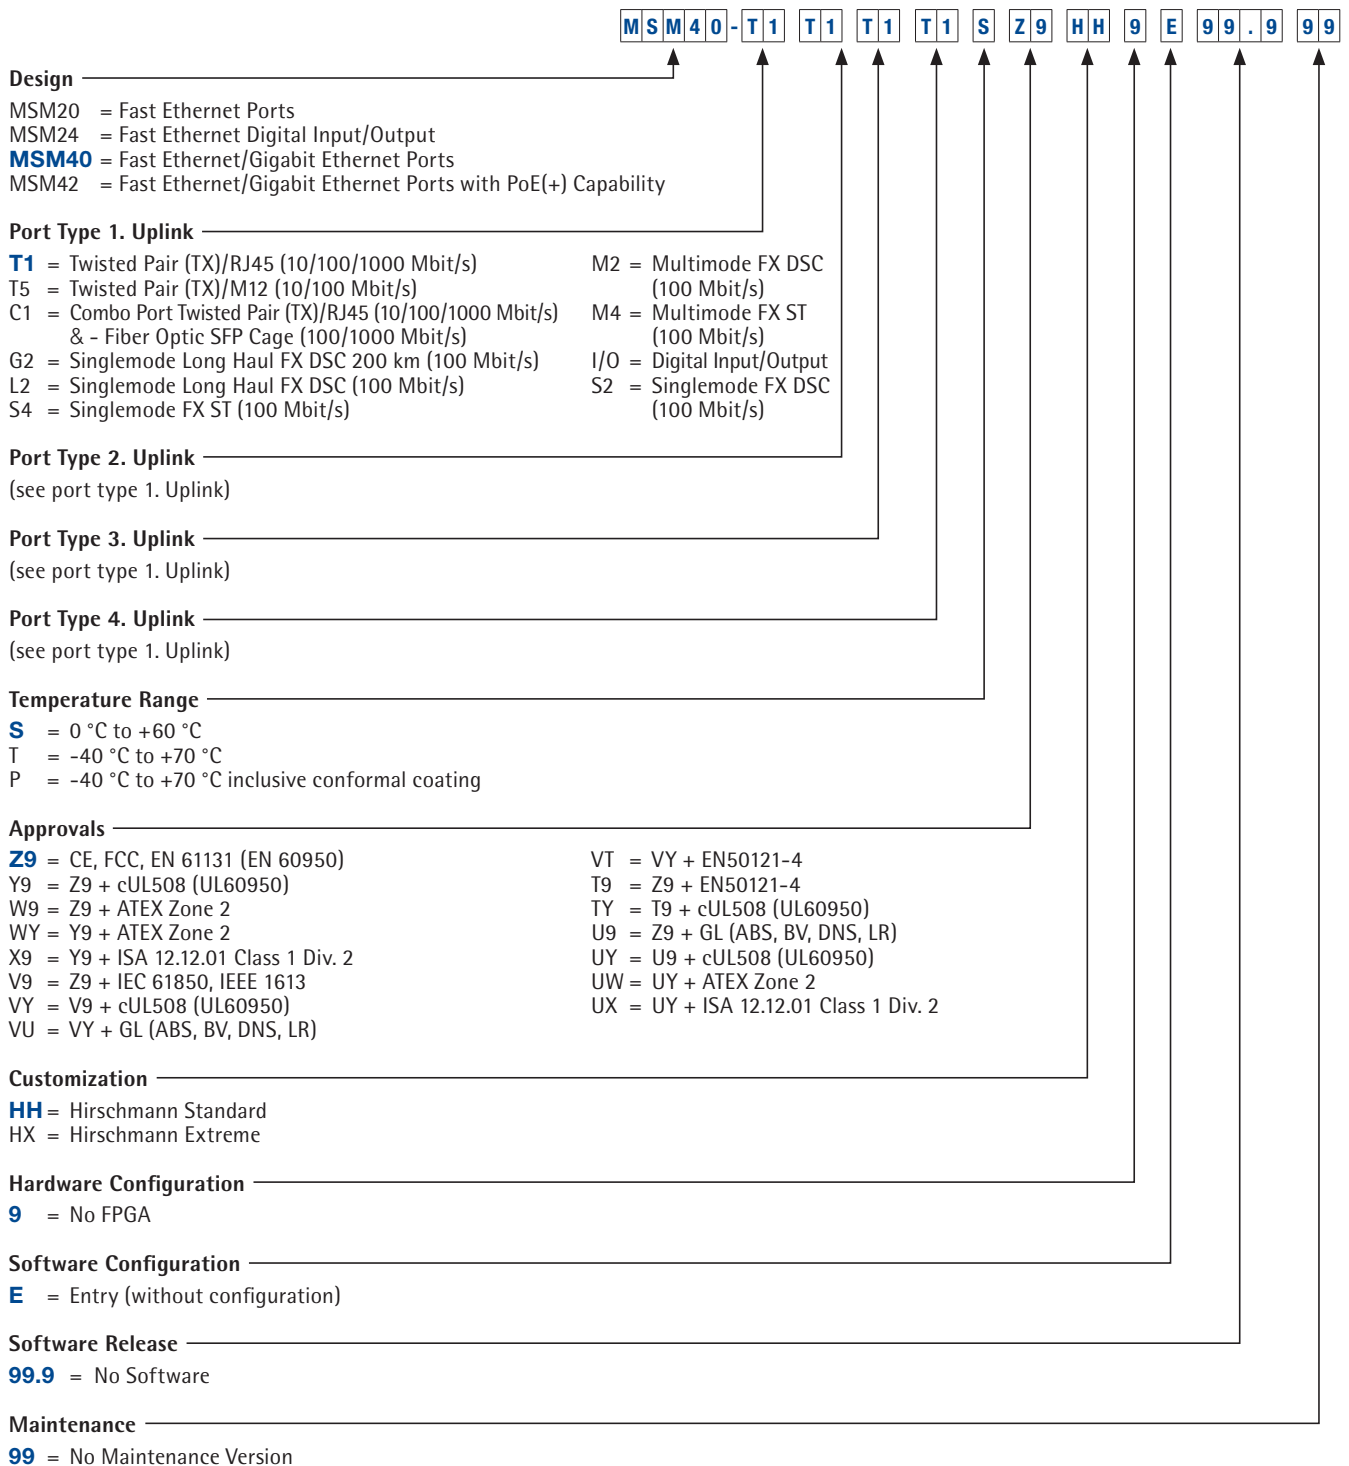 MSM40-T1 T1 T1 T1 S Z9 HH 9 E 99.9 99
Design
MSM20 = Fast Ethernet Ports
MSM24 = Fast Ethernet Digital Input/Output
MSM40 = Fast Ethernet/Gigabit Ethernet Ports
MSM42 = Fast Ethernet/Gigabit Ethernet Ports with PoE(+) Capability
Port Type 1. Uplink
T1 = Twisted Pair (TX)/RJ45 (10/100/1000 Mbit/s)
T5 = Twisted Pair (TX)/M12 (10/100 Mbit/s)
C1 = Combo Port Twisted Pair (TX)/RJ45 (10/100/1000 Mbit/s)
& - Fiber Optic SFP Cage (100/1000 Mbit/s)
G2 = Singlemode Long Haul FX DSC 200 km (100 Mbit/s)
L2 = Singlemode Long Haul FX DSC (100 Mbit/s)
S4 = Singlemode FX ST (100 Mbit/s)
M2 = Multimode FX DSC
(100 Mbit/s)
M4 = Multimode FX ST
(100 Mbit/s)
I/O = Digital Input/Output
S2 = Singlemode FX DSC
(100 Mbit/s)
Port Type 2. Uplink
(see port type 1. Uplink)
Port Type 3. Uplink
(see port type 1. Uplink)
Port Type 4. Uplink
(see port type 1. Uplink)
Temperature Range
S = 0 °C to +60 °C
T = -40 °C to +70 °C
P = -40 °C to +70 °C inclusive conformal coating
Approvals
Z9 = CE, FCC, EN 61131 (EN 60950)
Y9 = Z9 + cUL508 (UL60950)
W9 = Z9 + ATEX Zone 2
WY = Y9 + ATEX Zone 2
X9 = Y9 + ISA 12.12.01 Class 1 Div. 2
V9 = Z9 + IEC 61850, IEEE 1613
VY = V9 + cUL508 (UL60950)
VU = VY + GL (ABS, BV, DNS, LR)
VT = VY + EN50121-4
T9 = Z9 + EN50121-4
TY = T9 + cUL508 (UL60950)
U9 = Z9 + GL (ABS, BV, DNS, LR)
UY = U9 + cUL508 (UL60950)
UW = UY + ATEX Zone 2
UX = UY + ISA 12.12.01 Class 1 Div. 2
Customization
HH = Hirschmann Standard
HX = Hirschmann Extreme
Hardware Configuration
9 = No FPGA
Software Configuration
E = Entry (without configuration)
Software Release
99.9 = No Software
Maintenance
99 = No Maintenance Version